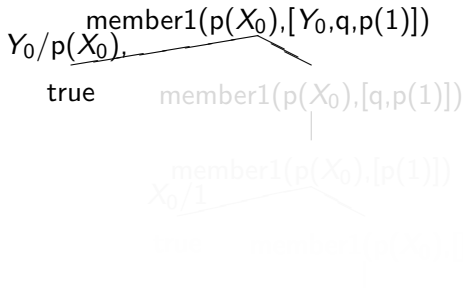 member1(p(X₀),[Y₀,q,p(1)])
Y₀/p(X₀),
true
member1(p(X₀),[q,p(1)])
member1(p(X₀),[p(1)])
X₀/1